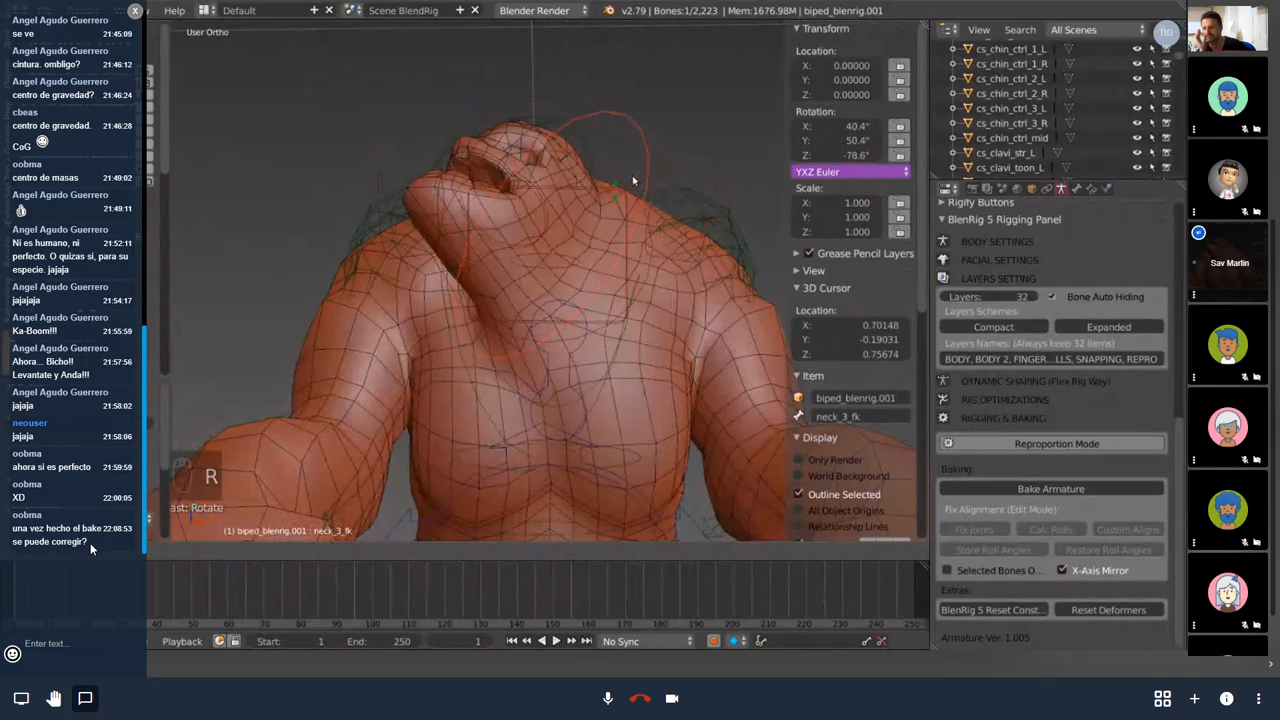 Angel Agudo Guerrero
se ve 21:45:09
Angel Agudo Guerrero
cintura. ombligo? 21:46:12
Angel Agudo Guerrero
centro de gravedad? 21:46:24
cbeas
centro de gravedad. 21:46:28
CoG
oobma
centro de masas 21:49:02
Angel Agudo Guerrero
21:49:11
Angel Agudo Guerrero
Ni es humano, ni 21:52:11
perfecto. O quizas si, para su
especie. jajaja
Angel Agudo Guerrero
jajajaja 21:54:17
Angel Agudo Guerrero
Ka-Boom!!! 21:55:59
Angel Agudo Guerrero
Ahora... Bicho!! 21:57:56
Levantate y Anda!!!
Angel Agudo Guerrero
jajaja 21:58:02
neouser
jajaja 21:58:06
oobma
ahora si es perfecto 21:59:59
oobma
XD 22:00:05
oobma
una vez hecho el bake 22:08:53
se puede corregir?
Enter text...
Help
Default
Scene BlendRig
Blender Render
v2.79 | Bones:1/2,223 | Mem:1676.98M | biped_blenrig.001
User Ortho
R
ast: Rotate
(1) biped_blenrig.001 : neck_3_fk
Transform
Location:
X: 0.00000
Y: 0.00000
Z: 0.00000
Rotation:
X: 40.4°
Y: 50.4°
Z: -78.6°
YXZ Euler
Scale:
X: 1.000
Y: 1.000
Z: 1.000
Grease Pencil Layers
View
3D Cursor
Location:
X: 0.70148
Y: -0.19031
Z: 0.75674
Item
biped_blenrig.001
neck_3_fk
Display
Only Render
World Background
Outline Selected
All Object Origins
Relationship Lines
View Search All Scenes
cs_chin_ctrl_1_L
cs_chin_ctrl_1_R
cs_chin_ctrl_2_L
cs_chin_ctrl_2_R
cs_chin_ctrl_3_L
cs_chin_ctrl_3_R
cs_chin_ctrl_mid
cs_clavi_str_L
cs_clavi_toon_L
Rigify Buttons
BlenRig 5 Rigging Panel
BODY SETTINGS
FACIAL SETTINGS
LAYERS SETTING
Layers: 32 Bone Auto Hiding
Layers Schemes:
Compact Expanded
Layers Names: (Always keep 32 items)
BODY, BODY 2, FINGER...LLS, SNAPPING, REPRO
DYNAMIC SHAPING (Flex Rig Way)
RIG OPTIMIZATIONS
RIGGING & BAKING
Reproportion Mode
Baking:
Bake Armature
Fix Alignment (Edit Mode):
Fix Joints Calc Rolls Custom Aligns
Store Roll Angles Restore Roll Angles
Selected Bones O... X-Axis Mirror
Extras:
BlenRig 5 Reset Const... Reset Deformers
Armature Ver: 1.005
40 50 60 70 80 90 100 110 120 130 140 150 160 170 180 190 200 210 220 230 240 250
Playback Start: 1 End: 250 1 No Sync
Sav Martin